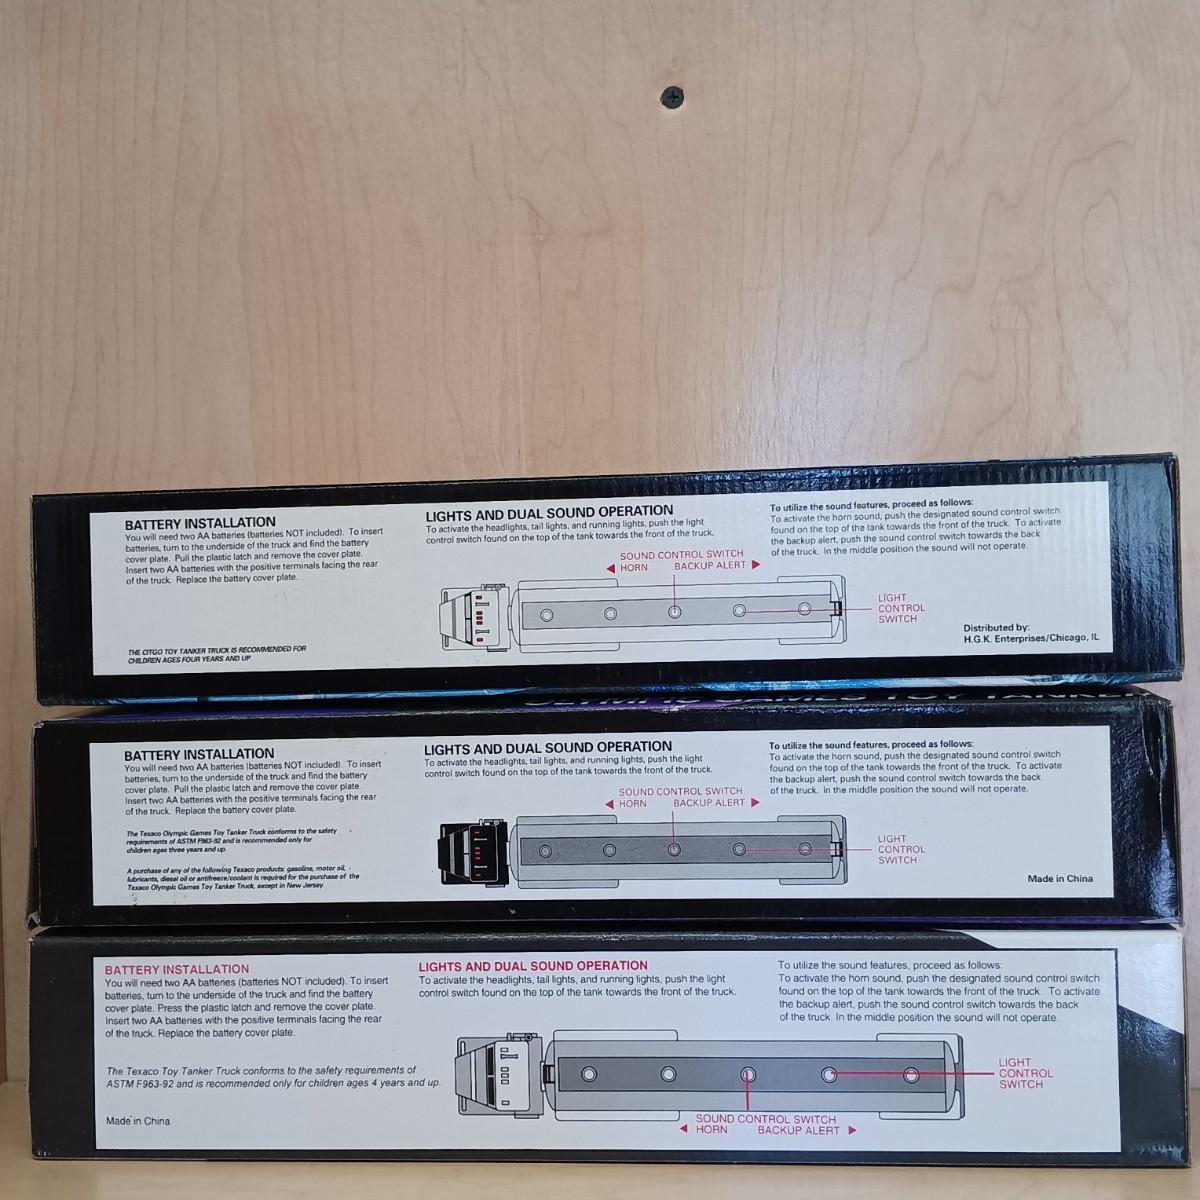 BATTERY INSTALLATION
You will need two AA batteries (batteries NOT included). To insert
batteries, turn to the underside of the truck and find the battery
cover plate. Pull the plastic latch and remove the cover plate.
Insert two AA batteries with the positive terminals facing the rear
of the truck. Replace the battery cover plate.
THE CITGO TOY TANKER TRUCK IS RECOMMENDED FOR
CHILDREN AGES FOUR YEARS AND UP.
LIGHTS AND DUAL SOUND OPERATION
To activate the headlights, tail lights, and running lights, push the light
control switch found on the top of the tank towards the front of the truck.
SOUND CONTROL SWITCH
HORN BACKUP ALERT
LIGHT
CONTROL
SWITCH
To utilize the sound features, proceed as follows:
To activate the horn sound, push the designated sound control switch
found on the top of the tank towards the front of the truck. To activate
the backup alert, push the sound control switch towards the back
of the truck. In the middle position the sound will not operate.
Distributed by:
H.G.K. Enterprises/Chicago, IL
OLYMPIC GAMES TOY TANKE
BATTERY INSTALLATION
You will need two AA batteries (batteries NOT included). To insert
batteries, turn to the underside of the truck and find the battery
cover plate. Pull the plastic latch and remove the cover plate.
Insert two AA batteries with the positive terminals facing the rear
of the truck. Replace the battery cover plate.
The Texaco Olympic Games Toy Tanker Truck conforms to the safety
requirements of ASTM F963-92 and is recommended only for
children ages three years and up.
A purchase of any of the following Texaco products: gasoline, motor oil,
lubricants, diesel oil or antifreeze/coolant is required for the purchase of the
Texaco Olympic Games Toy Tanker Truck, except in New Jersey.
LIGHTS AND DUAL SOUND OPERATION
To activate the headlights, tail lights, and running lights, push the light
control switch found on the top of the tank towards the front of the truck.
SOUND CONTROL SWITCH
HORN BACKUP ALERT
LIGHT
CONTROL
SWITCH
To utilize the sound features, proceed as follows:
To activate the horn sound, push the designated sound control switch
found on the top of the tank towards the front of the truck. To activate
the backup alert, push the sound control switch towards the back
of the truck. In the middle position the sound will not operate.
Made in China
BATTERY INSTALLATION
You will need two AA batteries (batteries NOT included). To insert
batteries, turn to the underside of the truck and find the battery
cover plate. Press the plastic latch and remove the cover plate.
Insert two AA batteries with the positive terminals facing the rear
of the truck. Replace the battery cover plate.
The Texaco Toy Tanker Truck conforms to the safety requirements of
ASTM F963-92 and is recommended only for children ages 4 years and up.
Made in China
LIGHTS AND DUAL SOUND OPERATION
To activate the headlights, tail lights, and running lights, push the light
control switch found on the top of the tank towards the front of the truck.
To utilize the sound features, proceed as follows:
To activate the horn sound, push the designated sound control switch
found on the top of the tank towards the front of the truck. To activate
the backup alert, push the sound control switch towards the back
of the truck. In the middle position the sound will not operate.
LIGHT
CONTROL
SWITCH
SOUND CONTROL SWITCH
HORN BACKUP ALERT